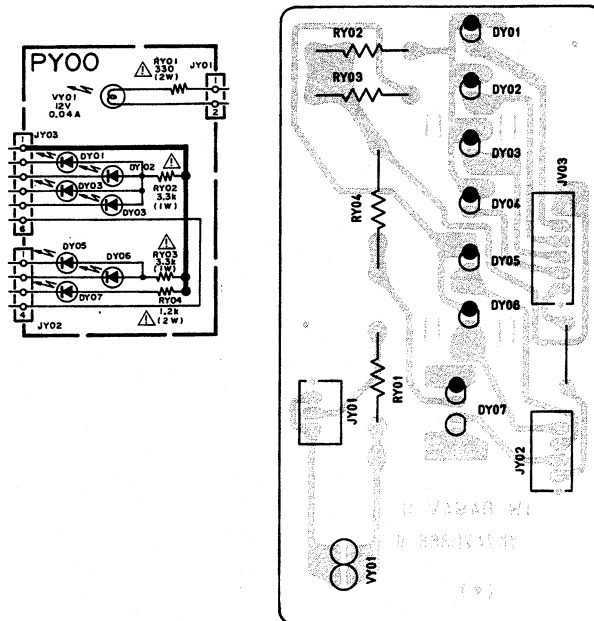 PY00
RY01
330
(2W)
JY01
1
2
VY01
12V
0.04A
JY03
1
DY01
DY02
DY03
DY03
RY02
3.3k
(1W)
6
1
DY05
DY06
DY07
RY03
3.3k
(1W)
RY04
1.2k
(2W)
4
JY02
RY02
RY03
RY04
RY01
DY01
DY02
DY03
DY04
DY05
DY06
DY07
JY03
JY01
JY02
VY01